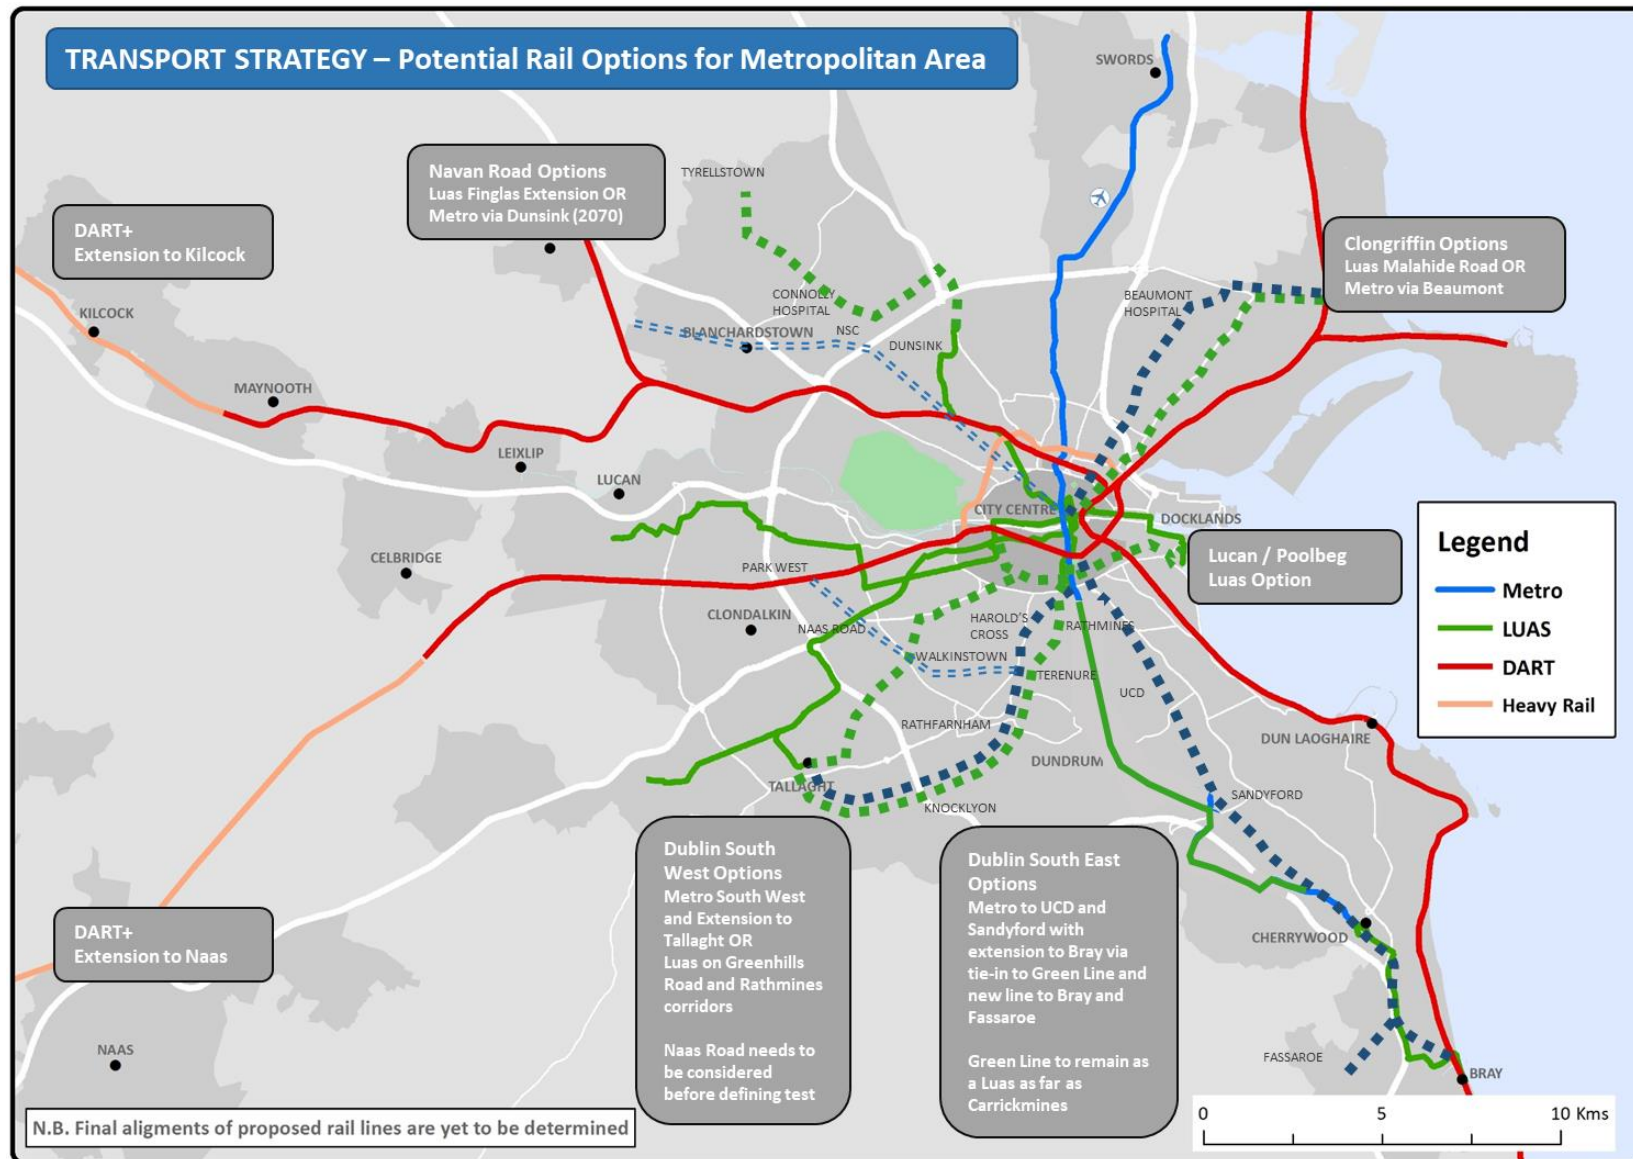 TRANSPORT STRATEGY – Potential Rail Options for Metropolitan Area
SWORDS
Navan Road Options
Luas Finglas Extension OR
Metro via Dunsink (2070)
TYRELLSTOWN
DART+
Extension to Kilcock
Clongriffin Options
Luas Malahide Road OR
Metro via Beaumont
KILCOCK
CONNOLLY
HOSPITAL
BEAUMONT
HOSPITAL
BLANCHARDSTOWN
NSC
DUNSINK
MAYNOOTH
LEIXLIP
LUCAN
CITY CENTRE
DOCKLANDS
CELBRIDGE
PARK WEST
Lucan / Poolbeg
Luas Option
CLONDALKIN
NAAS ROAD
HAROLD'S
CROSS
RATHMINES
WALKINSTOWN
TERENURE
UCD
RATHFARNHAM
DUN LAOGHAIRE
DUNDRUM
TALLAGHT
KNOCKLYON
SANDYFORD
Legend
Metro
LUAS
DART
Heavy Rail
Dublin South
West Options
Metro South West
and Extension to
Tallaght OR
Luas on Greenhills
Road and Rathmines
corridors
Naas Road needs to
be considered
before defining test
Dublin South East
Options
Metro to UCD and
Sandyford with
extension to Bray via
tie-in to Green Line and
new line to Bray and
Fassaroe
Green Line to remain as
a Luas as far as
Carrickmines
CHERRYWOOD
DART+
Extension to Naas
NAAS
FASSAROE
BRAY
N.B. Final aligments of proposed rail lines are yet to be determined
0 5 10 Kms